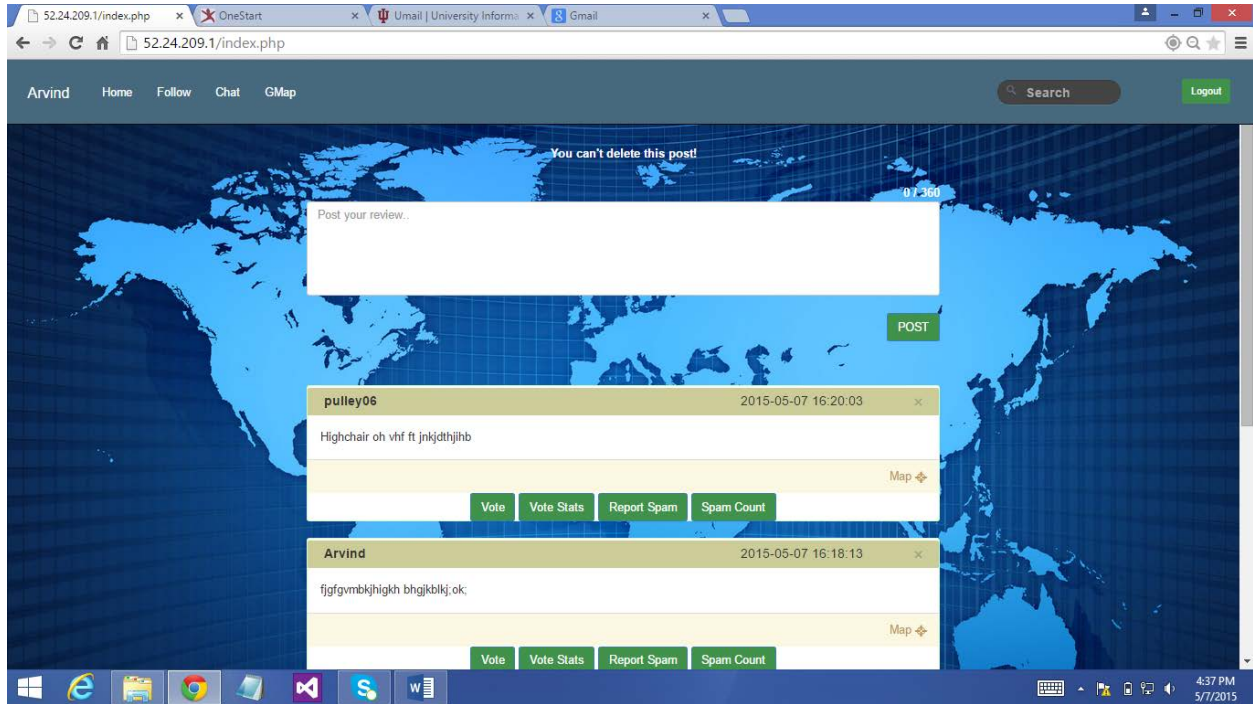 52.24.209.1/index.php
OneStart
Umail | University Informa
Gmail
52.24.209.1/index.php
Arvind Home Follow Chat GMap Search Logout
You can't delete this post!
0 / 360
Post your review..
POST
pulley06 2015-05-07 16:20:03 ×
Highchair oh vhf ft jnkjdthjihb
Map
Vote Vote Stats Report Spam Spam Count
Arvind 2015-05-07 16:18:13 ×
fjgfgvmbkjhigkh bhgjkblkj;ok;
Map
Vote Vote Stats Report Spam Spam Count
4:37 PM
5/7/2015